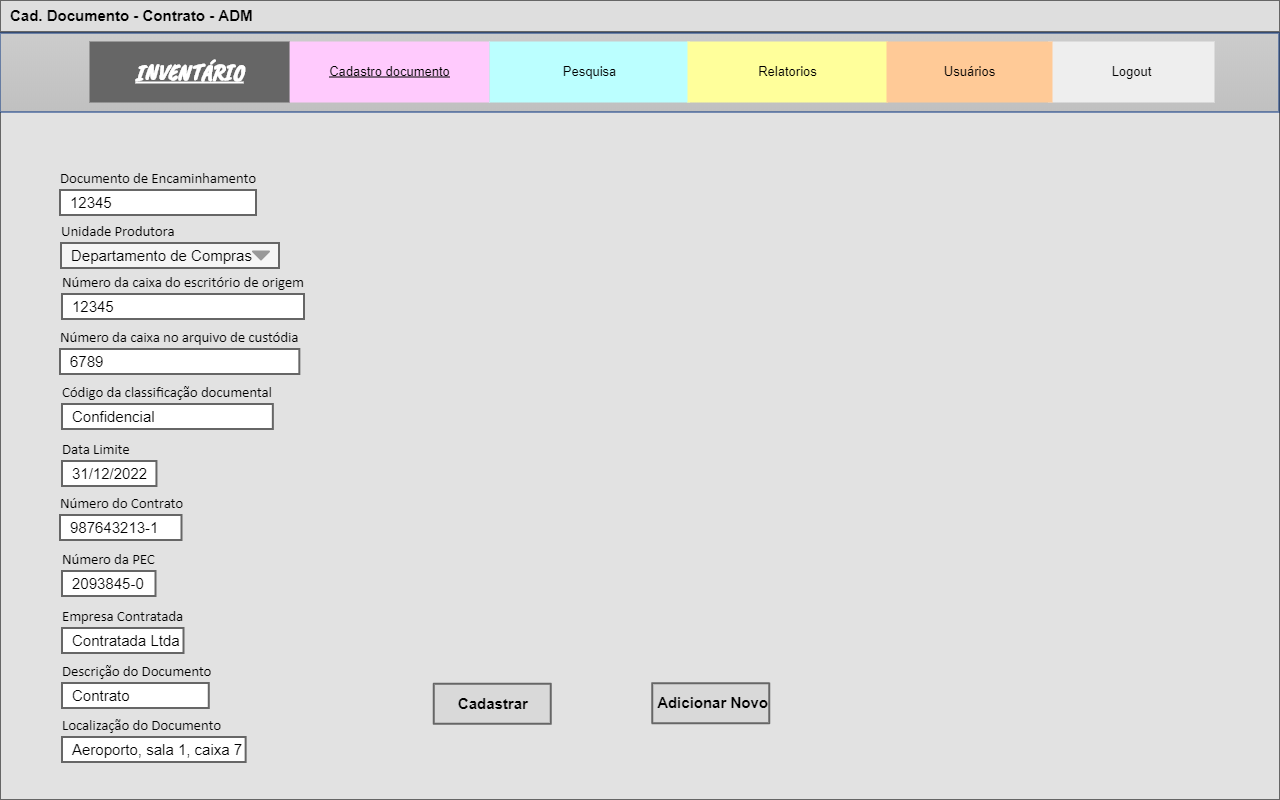 Cad. Documento - Contrato - ADM
INVENTÁRIO Cadastro documento Pesquisa Relatorios Usuários Logout
Documento de Encaminhamento
12345
Unidade Produtora
Departamento de Compras
Número da caixa do escritório de origem
12345
Número da caixa no arquivo de custódia
6789
Código da classificação documental
Confidencial
Data Limite
31/12/2022
Número do Contrato
987643213-1
Número da PEC
2093845-0
Empresa Contratada
Contratada Ltda
Descrição do Documento
Contrato
Cadastrar Adicionar Novo
Localização do Documento
Aeroporto, sala 1, caixa 7